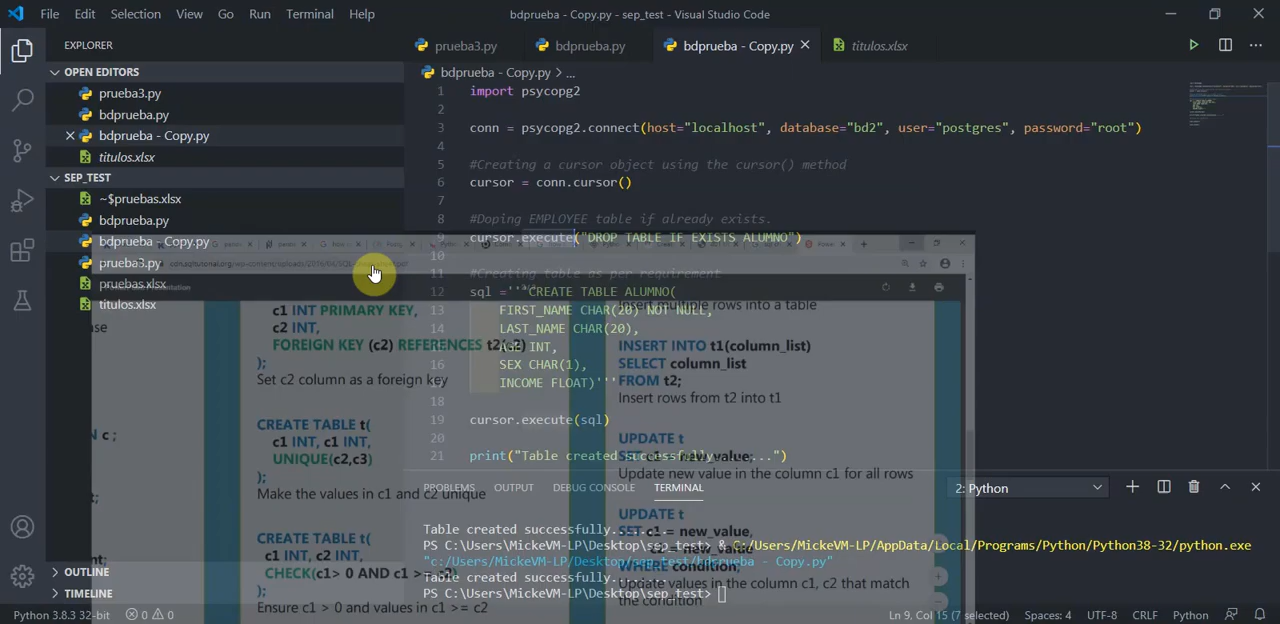 File Edit Selection View Go Run Terminal Help
bdprueba - Copy.py - sep_test - Visual Studio Code
EXPLORER
OPEN EDITORS
prueba3.py
bdprueba.py
bdprueba - Copy.py
titulos.xlsx
SEP_TEST
~$pruebas.xlsx
bdprueba.py
bdprueba - Copy.py
prueba3.py
pruebas.xlsx
titulos.xlsx
OUTLINE
TIMELINE
prueba3.py bdprueba.py bdprueba - Copy.py titulos.xlsx
bdprueba - Copy.py > ...
1 import psycopg2
2
3 conn = psycopg2.connect(host="localhost", database="bd2", user="postgres", password="root")
4
5 #Creating a cursor object using the cursor() method
6 cursor = conn.cursor()
7
8 #Doping EMPLOYEE table if already exists.
9 cursor.execute("DROP TABLE IF EXISTS ALUMNO")
10
11 #Creating table as per requirement
12 sql ='''CREATE TABLE ALUMNO(
13 FIRST_NAME CHAR(20) NOT NULL,
14 LAST_NAME CHAR(20),
15 AGE INT,
16 SEX CHAR(1),
17 INCOME FLOAT)'''
18
19 cursor.execute(sql)
20
21 print("Table created successfully........")
c1 INT PRIMARY KEY,
c2 INT,
FOREIGN KEY (c2) REFERENCES t2(c2)
);
Set c2 column as a foreign key
CREATE TABLE t(
c1 INT, c1 INT,
UNIQUE(c2,c3)
);
Make the values in c1 and c2 unique
CREATE TABLE t(
c1 INT, c2 INT,
CHECK(c1> 0 AND c1 >= c2)
);
Ensure c1 > 0 and values in c1 >= c2
Insert multiple rows into a table
INSERT INTO t1(column_list)
SELECT column_list
FROM t2;
Insert rows from t2 into t1
UPDATE t
SET c1 = new_value;
Update new value in the column c1 for all rows
UPDATE t
SET c1 = new_value,
c2 = new_value
WHERE condition;
Update values in the column c1, c2 that match
the condition
PROBLEMS OUTPUT DEBUG CONSOLE TERMINAL
2: Python
Table created successfully........
PS C:\Users\MickeVM-LP\Desktop\sep_test> & C:/Users/MickeVM-LP/AppData/Local/Programs/Python/Python38-32/python.exe
"c:/Users/MickeVM-LP/Desktop/sep_test/bdprueba - Copy.py"
Table created successfully........
PS C:\Users\MickeVM-LP\Desktop\sep_test>
Python 3.8.3 32-bit 0 0 Ln 9, Col 15 (7 selected) Spaces: 4 UTF-8 CRLF Python